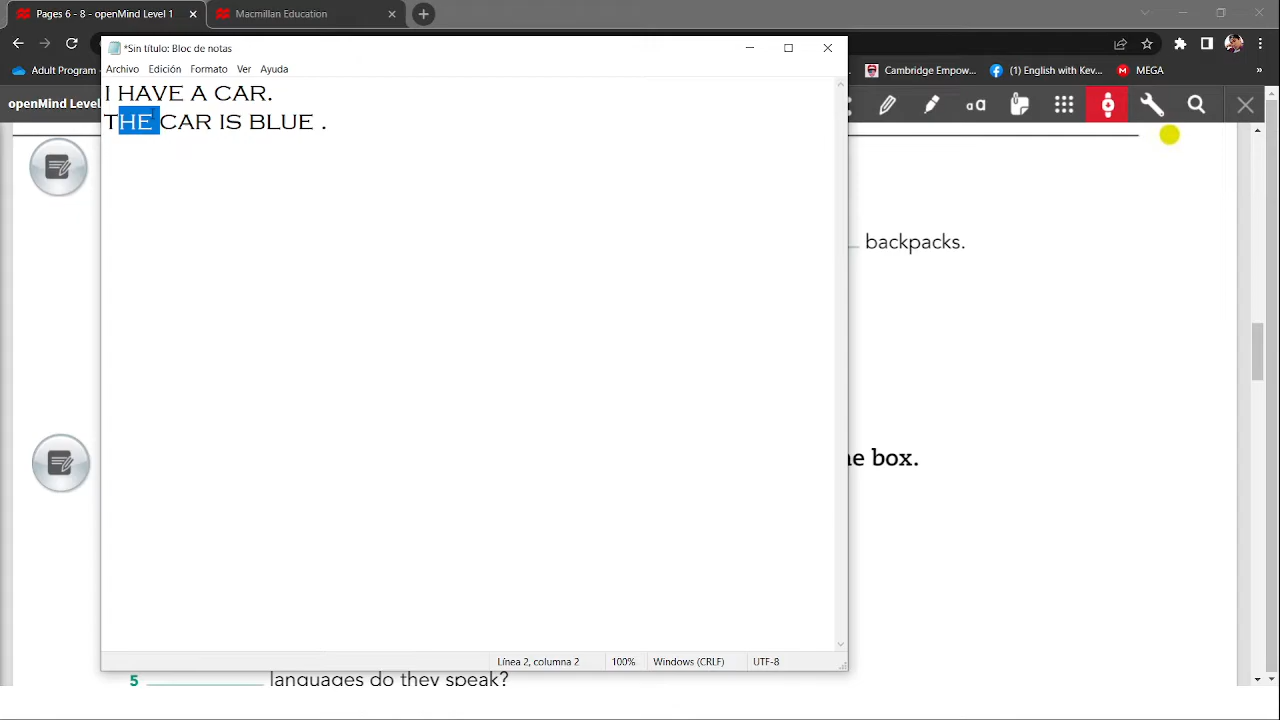 Pages 6 - 8 - openMind Level 1
Macmillan Education
*Sin título: Bloc de notas
Archivo Edición Formato Ver Ayuda
Adult Program
Cambridge Empow...
(1) English with Kev...
MEGA
openMind Level
aa
I HAVE A CAR.
THE CAR IS BLUE .
backpacks.
he box.
Línea 2, columna 2 100% Windows (CRLF) UTF-8
5 languages do they speak?